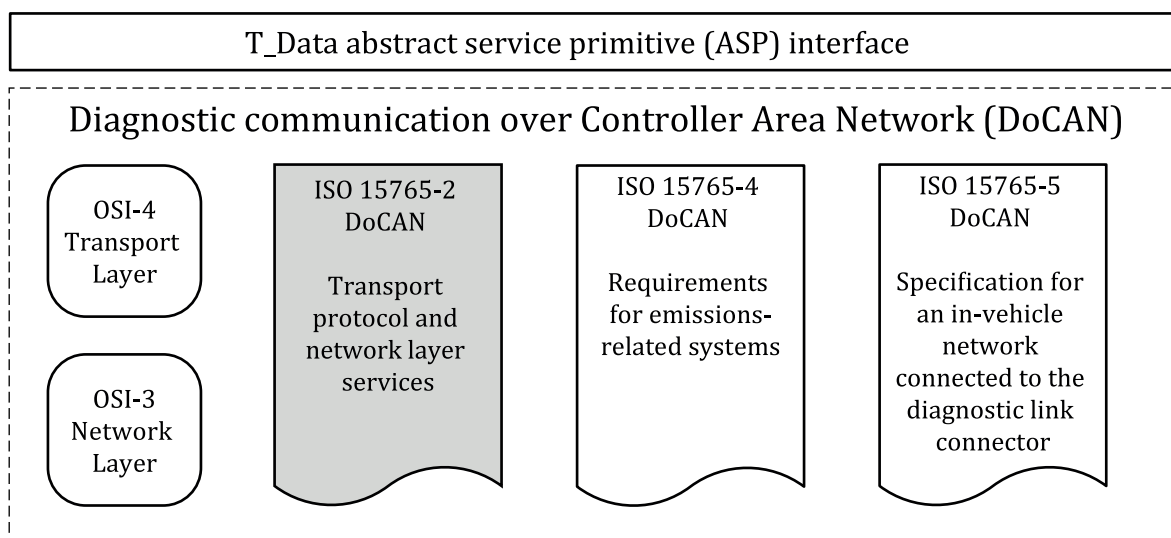 T_Data abstract service primitive (ASP) interface
Diagnostic communication over Controller Area Network (DoCAN)
OSI-4
Transport
Layer
OSI-3
Network
Layer
ISO 15765-2
DoCAN
Transport
protocol and
network layer
services
ISO 15765-4
DoCAN
Requirements
for emissions-
related systems
ISO 15765-5
DoCAN
Specification for
an in-vehicle
network
connected to the
diagnostic link
connector